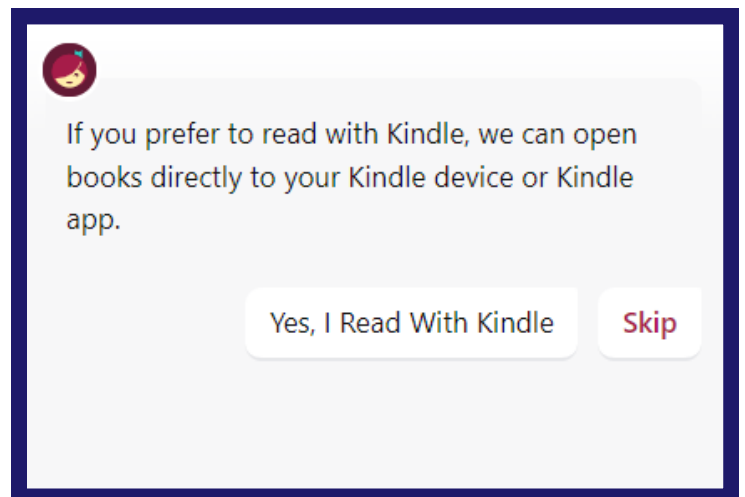 If you prefer to read with Kindle, we can open
books directly to your Kindle device or Kindle
app.
Yes, I Read With Kindle
Skip